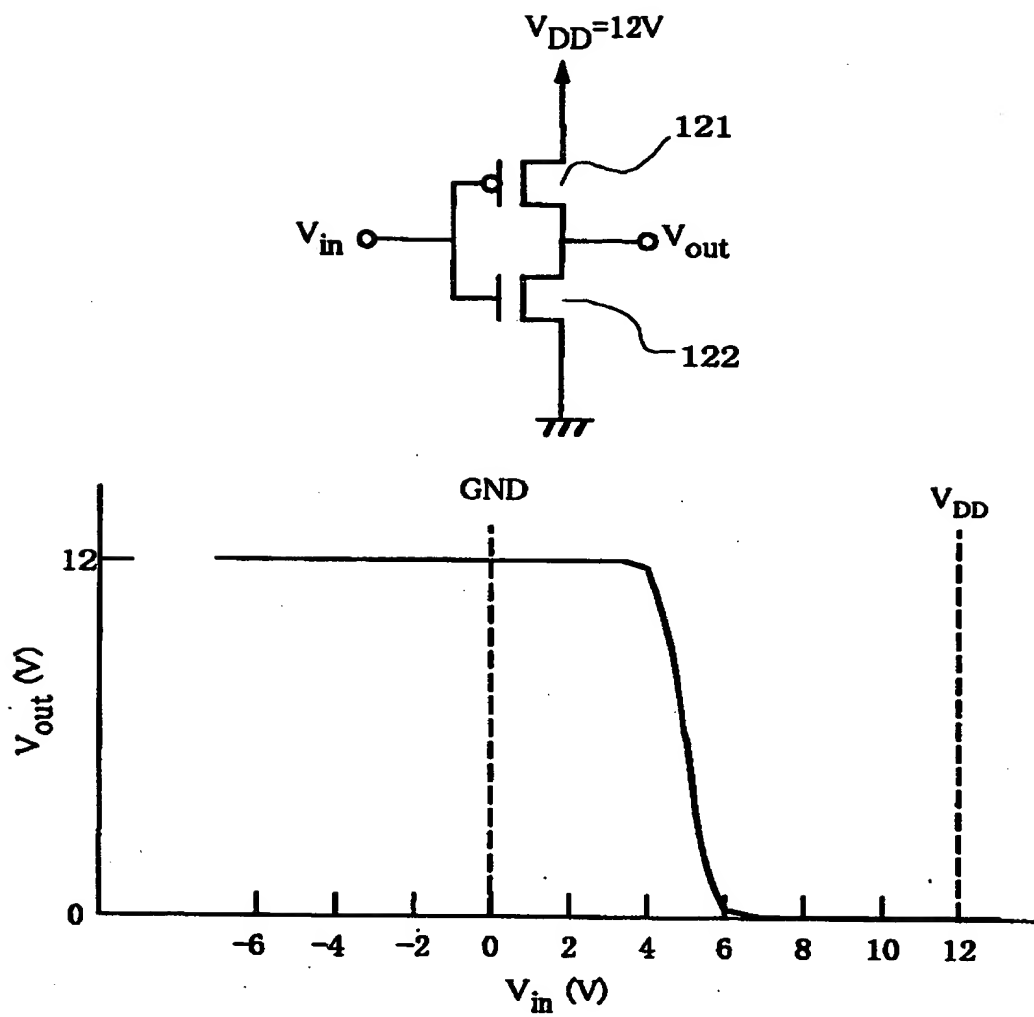 V_DD=12V
121
V_in
V_out
122
GND
V_DD
12
V_out (V)
0
-6 -4 -2 0 2 4 6 8 10 12
V_in (V)